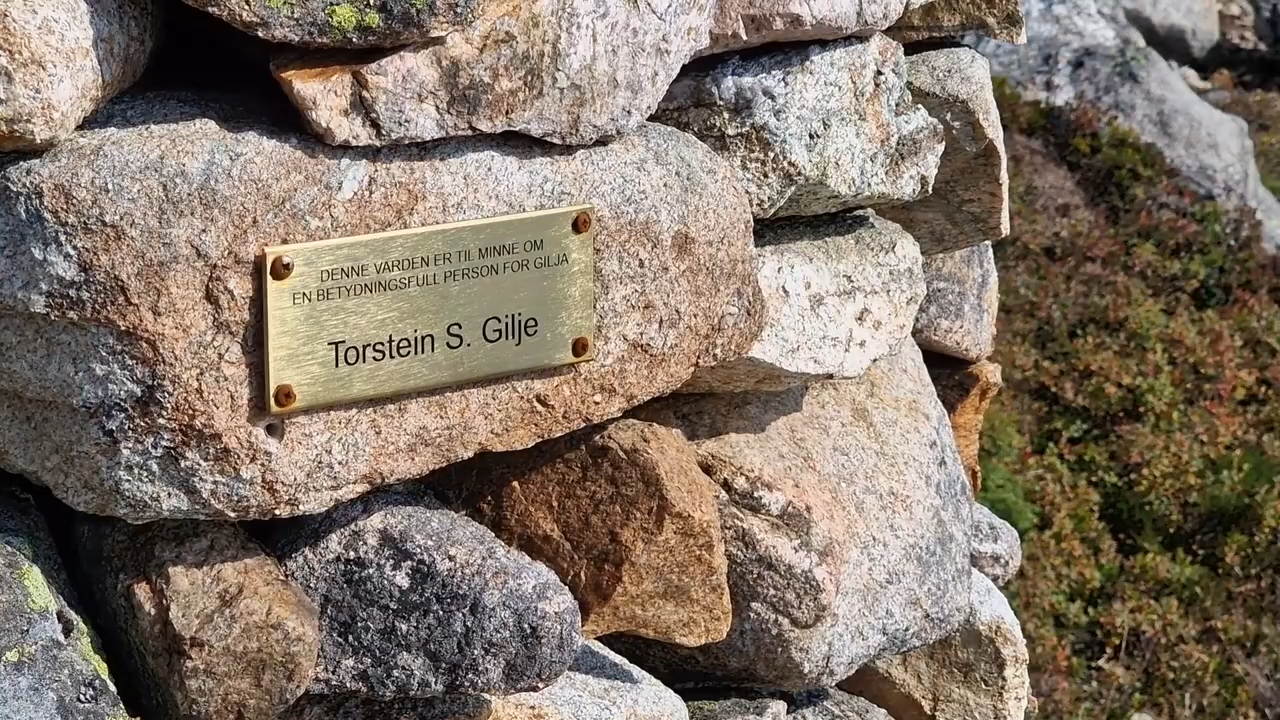 DENNE VARDEN ER TIL MINNE OM
EN BETYDNINGSFULL PERSON FOR GILJA
Torstein S. Gilje